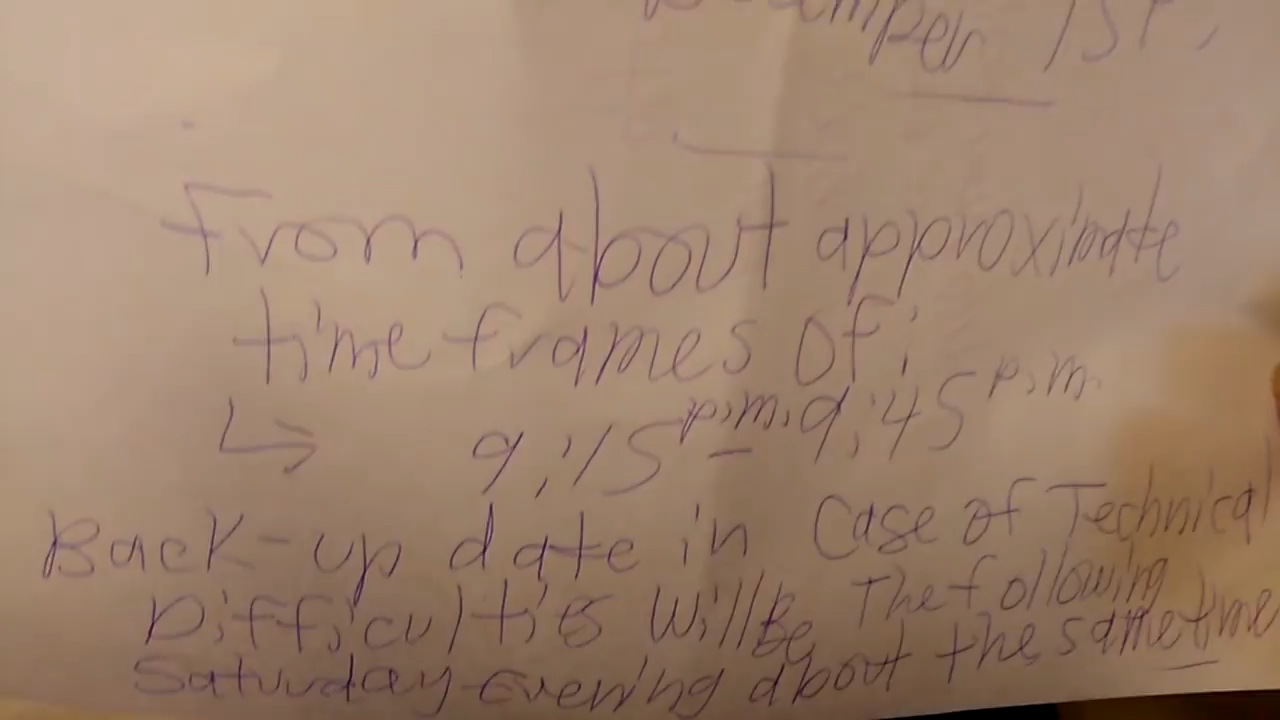 1st,
From about approximate
time frames of:
↳ 9:15 p.m. - 9:45 p.m.
Back-up date in Case of Technical
Difficulties Will Be The following
Saturday Evening about the same time